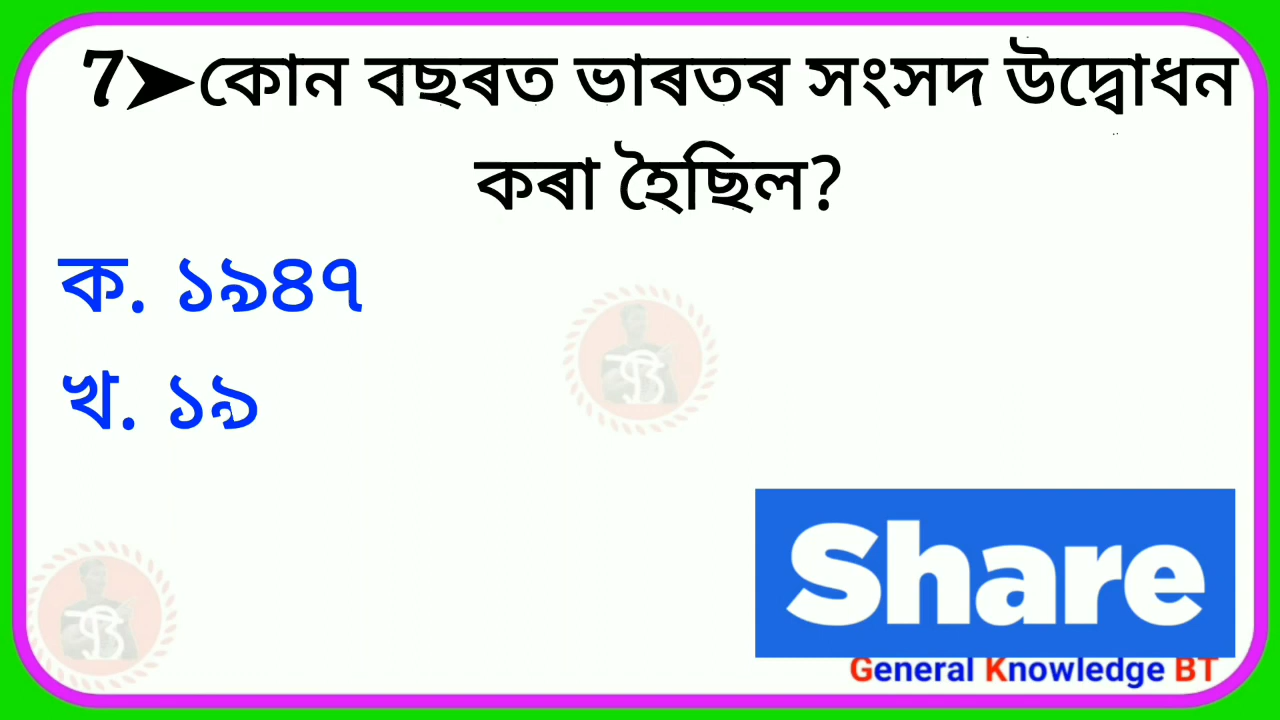 7➤কোন বছৰত ভাৰতৰ সংসদ উদ্বোধন
কৰা হৈছিল?
ক. ১৯৪৭
খ. ১৯
Share
General Knowledge BT